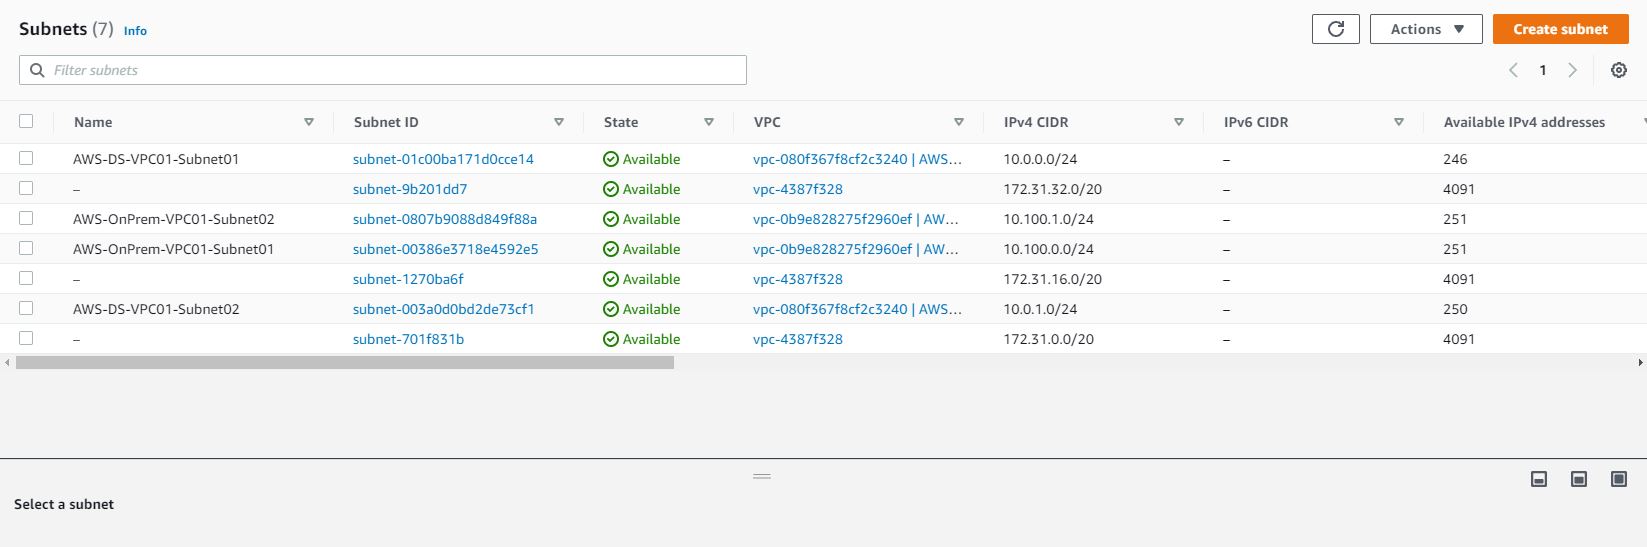 Subnets (7) Info
Actions
Create subnet
Filter subnets
1
Name Subnet ID State VPC IPv4 CIDR IPv6 CIDR Available IPv4 addresses
AWS-DS-VPC01-Subnet01 subnet-01c00ba171d0cce14 Available vpc-080f367f8cf2c3240 | AWS... 10.0.0.0/24 – 246
– subnet-9b201dd7 Available vpc-4387f328 172.31.32.0/20 – 4091
AWS-OnPrem-VPC01-Subnet02 subnet-0807b9088d849f88a Available vpc-0b9e828275f2960ef | AW... 10.100.1.0/24 – 251
AWS-OnPrem-VPC01-Subnet01 subnet-00386e3718e4592e5 Available vpc-0b9e828275f2960ef | AW... 10.100.0.0/24 – 251
– subnet-1270ba6f Available vpc-4387f328 172.31.16.0/20 – 4091
AWS-DS-VPC01-Subnet02 subnet-003a0d0bd2de73cf1 Available vpc-080f367f8cf2c3240 | AWS... 10.0.1.0/24 – 250
– subnet-701f831b Available vpc-4387f328 172.31.0.0/20 – 4091
Select a subnet